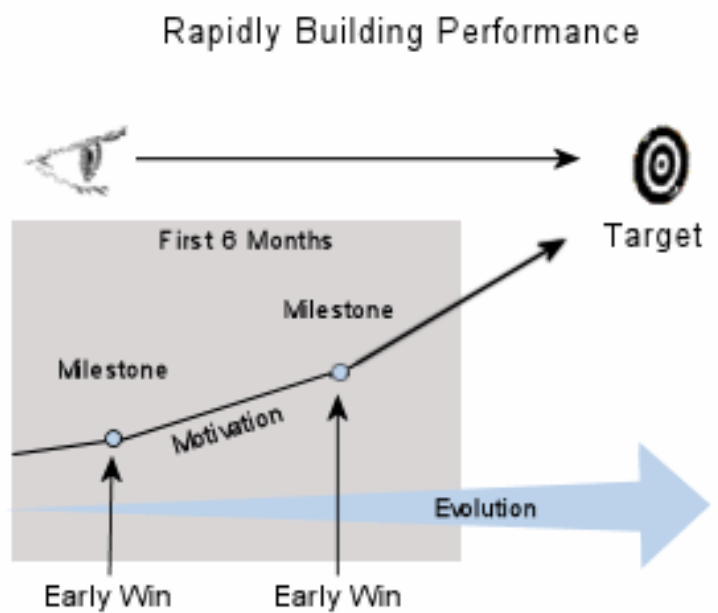 Rapidly Building Performance
Target
First 6 Months
Milestone
Milestone
Motivation
Evolution
Early Win
Early Win